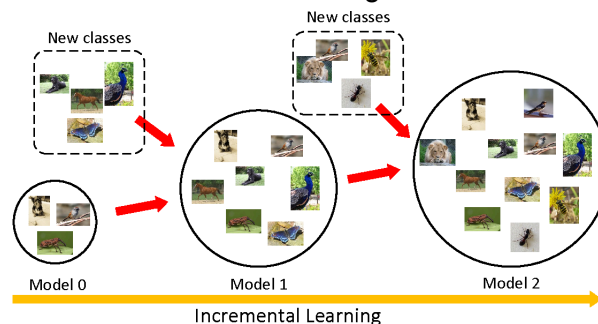 New classes
New classes
Model 0
Model 1
Model 2
Incremental Learning